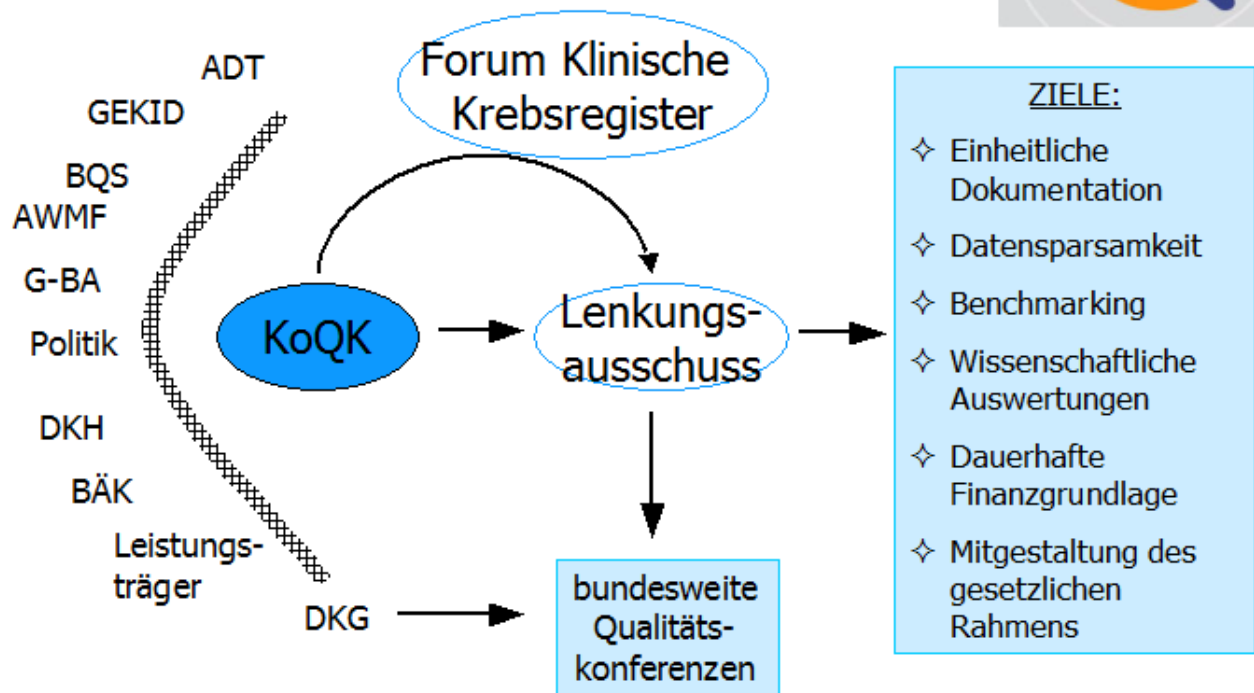 ADT
GEKID
BQS
AWMF
G-BA
Politik
DKH
BÄK
Leistungs-
träger
DKG
Forum Klinische
Krebsregister
KoQK
Lenkungs-
ausschuss
bundesweite
Qualitäts-
konferenzen
ZIELE:
Einheitliche
Dokumentation
Datensparsamkeit
Benchmarking
Wissenschaftliche
Auswertungen
Dauerhafte
Finanzgrundlage
Mitgestaltung des
gesetzlichen
Rahmens